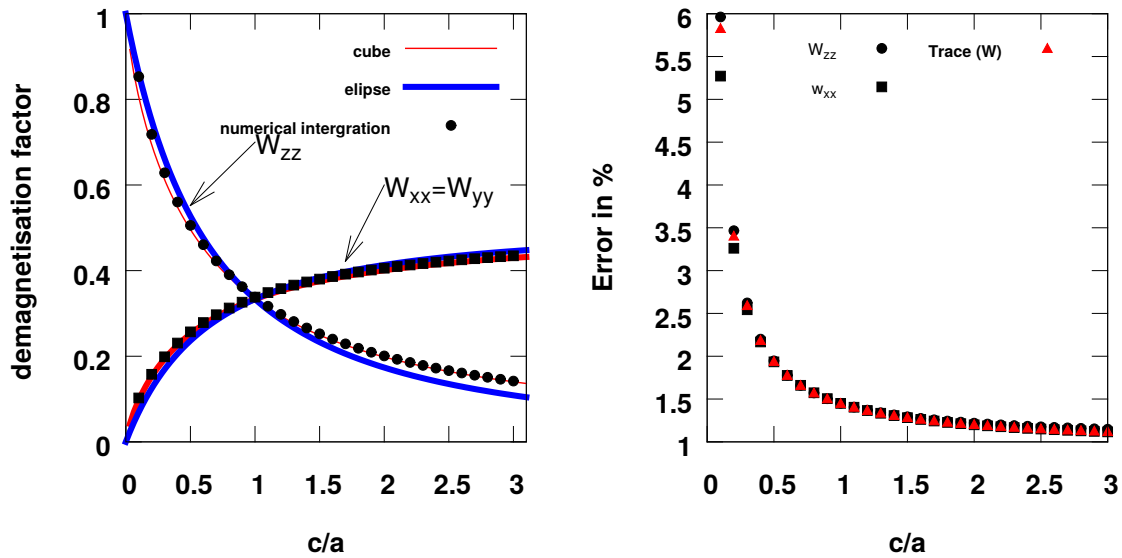 1
0.8
0.6
0.4
0.2
0
demagnetisation factor
cube
elipse
numerical intergration
W_zz
W_xx=W_yy
0 0.5 1 1.5 2 2.5 3
c/a
6
5.5
5
4.5
4
3.5
3
2.5
2
1.5
1
Error in %
W_zz Trace (W)
w_xx
0 0.5 1 1.5 2 2.5 3
c/a